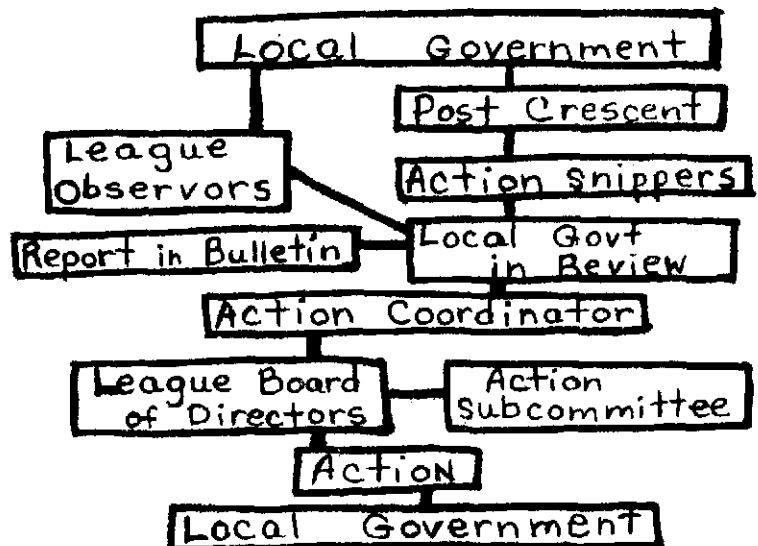 Local Government
Post Crescent
League
Observors
Action Snippers
Report in Bulletin
Local Govt
in Review
Action Coordinator
League Board
of Directors
Action
Subcommittee
Action
Local Government